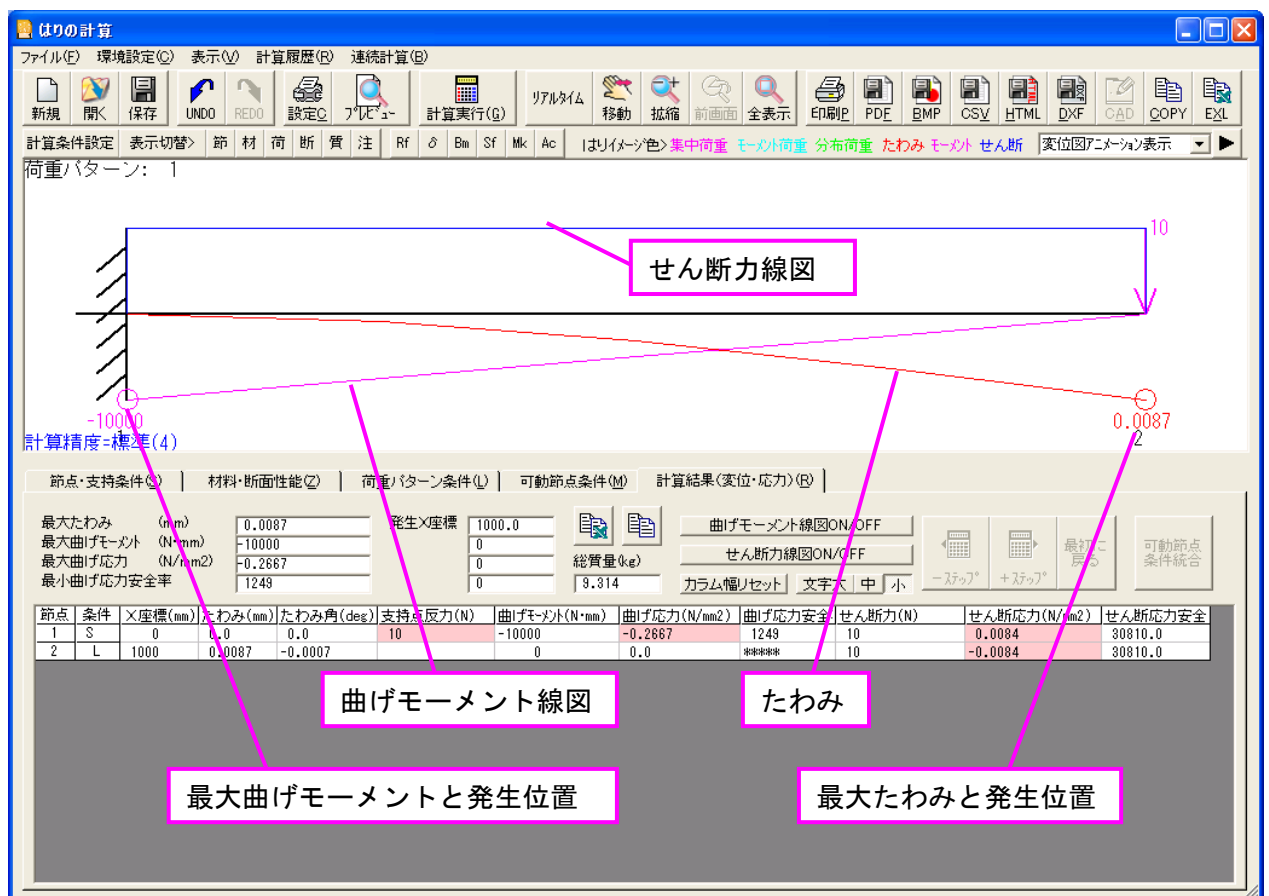 はりの計算
ファイル(F) 環境設定(C) 表示(V) 計算履歴(R) 連続計算(B)
新規 開く 保存 UNDO REDO 設定C プレビュー 計算実行(G) リアルタイム 移動 拡縮 前画面 全表示 印刷P PDF BMP CSV HTML DXF CAD COPY EXL
計算条件設定 表示切替> 節 材 荷 断 質 注 Rf δ Bm Sf Mk Ac はりイメージ色> 集中荷重 モーメント荷重 分布荷重 たわみ モーメント せん断 変位図アニメーション表示
荷重パターン: 1
10
せん断力線図
-10000
0.0087
1
2
計算精度=標準(4)
節点・支持条件(S) 材料・断面性能(Z) 荷重パターン条件(L) 可動節点条件(M) 計算結果(変位・応力)(R)
最大たわみ (mm) 0.0087 発生X座標 1000.0 曲げモーメント線図ON/OFF
最大曲げモーメント (N・mm) -10000 0
最大曲げ応力 (N/mm2) -0.2667 0 総質量(kg) せん断力線図ON/OFF
最小曲げ応力安全率 1249 0 9.314 カラム幅リセット 文字大 中 小
-ステップ +ステップ 最初に戻る 可動節点条件統合
節点 条件 X座標(mm) たわみ(mm) たわみ角(deg) 支持点反力(N) 曲げモーメント(N・mm) 曲げ応力(N/mm2) 曲げ応力安全 せん断力(N) せん断応力(N/mm2) せん断応力安全
1 S 0 0.0 0.0 10 -10000 -0.2667 1249 10 0.0084 30810.0
2 L 1000 0.0087 -0.0007 0 0.0 ***** 10 -0.0084 30810.0
曲げモーメント線図
たわみ
最大曲げモーメントと発生位置
最大たわみと発生位置